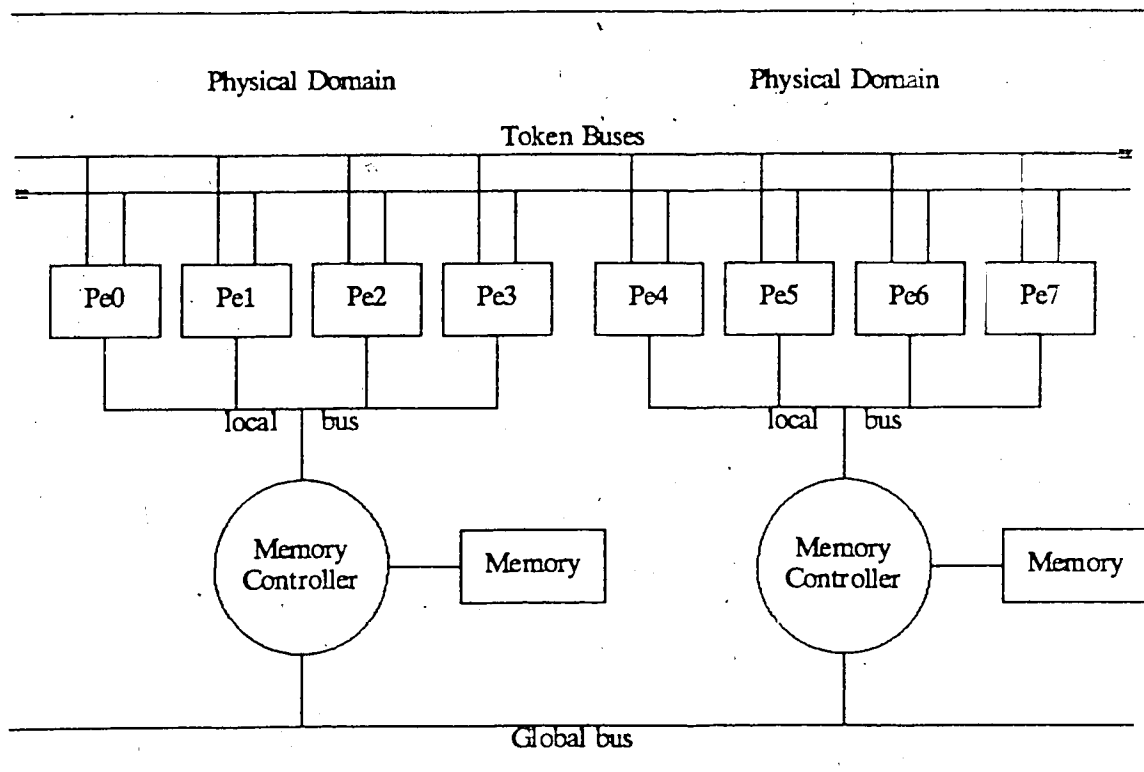 Physical Domain
Physical Domain
Token Buses
Pe0
Pe1
Pe2
Pe3
Pe4
Pe5
Pe6
Pe7
local bus
local bus
Memory
Controller
Memory
Memory
Controller
Memory
Global bus